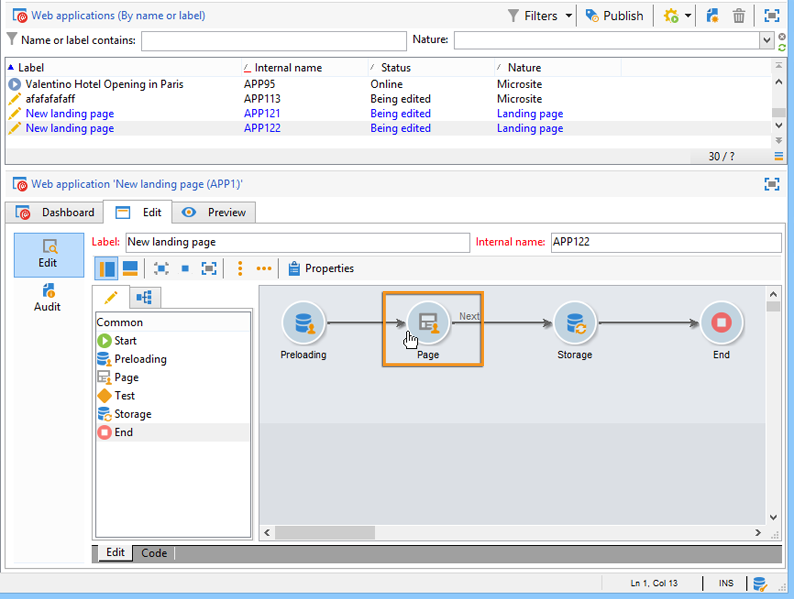 Web applications (By name or label) Filters Publish
Name or label contains: Nature:
Label Internal name Status Nature
Valentino Hotel Opening in Paris APP95 Online Microsite
afafafafaff APP113 Being edited Microsite
New landing page APP121 Being edited Landing page
New landing page APP122 Being edited Landing page
30 / ?
Web application 'New landing page (APP1)'
Dashboard Edit Preview
Edit
Audit
Label: New landing page Internal name: APP122
Properties
Common
Start
Preloading
Page
Test
Storage
End
Next
Preloading Page Storage End
Edit Code
Ln 1, Col 13 INS